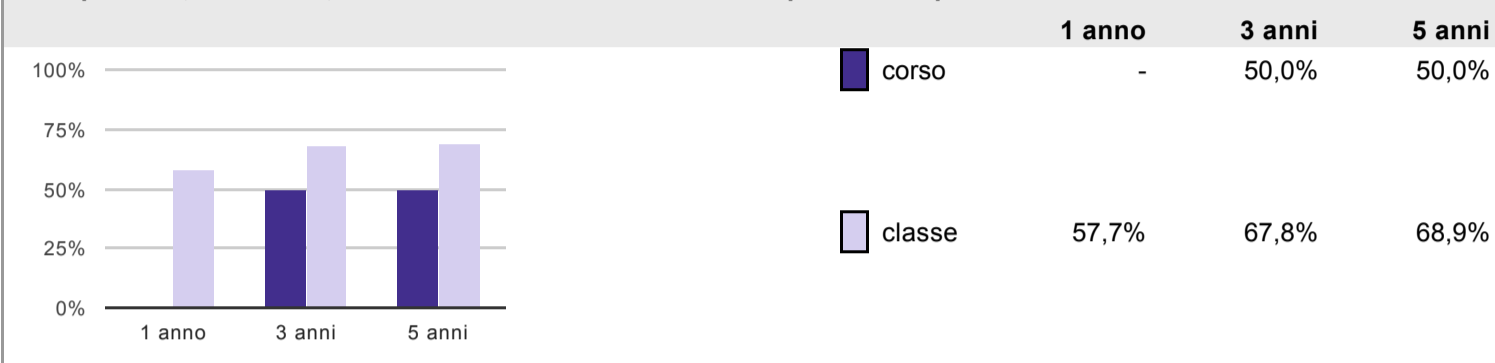 1 anno 3 anni 5 anni
100%
75%
50%
25%
0%
1 anno 3 anni 5 anni
corso - 50,0% 50,0%
classe 57,7% 67,8% 68,9%